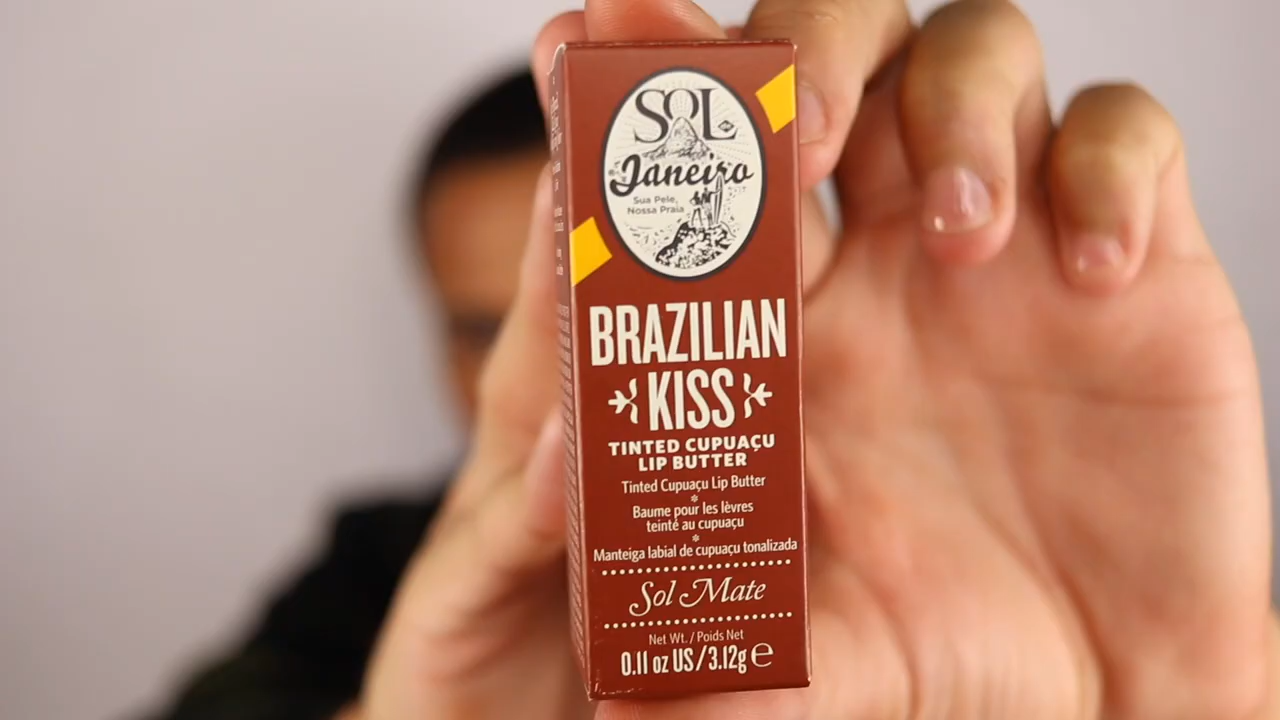 SOL
de
Janeiro
Sua Pele,
Nossa Praia
BRAZILIAN
KISS
TINTED CUPUAÇU
LIP BUTTER
Tinted Cupuaçu Lip Butter
*
Baume pour les lèvres
teinté au cupuaçu
*
Manteiga labial de cupuaçu tonalizada
Sol Mate
Net Wt. / Poids Net
0.11 oz US/3.12g ℮